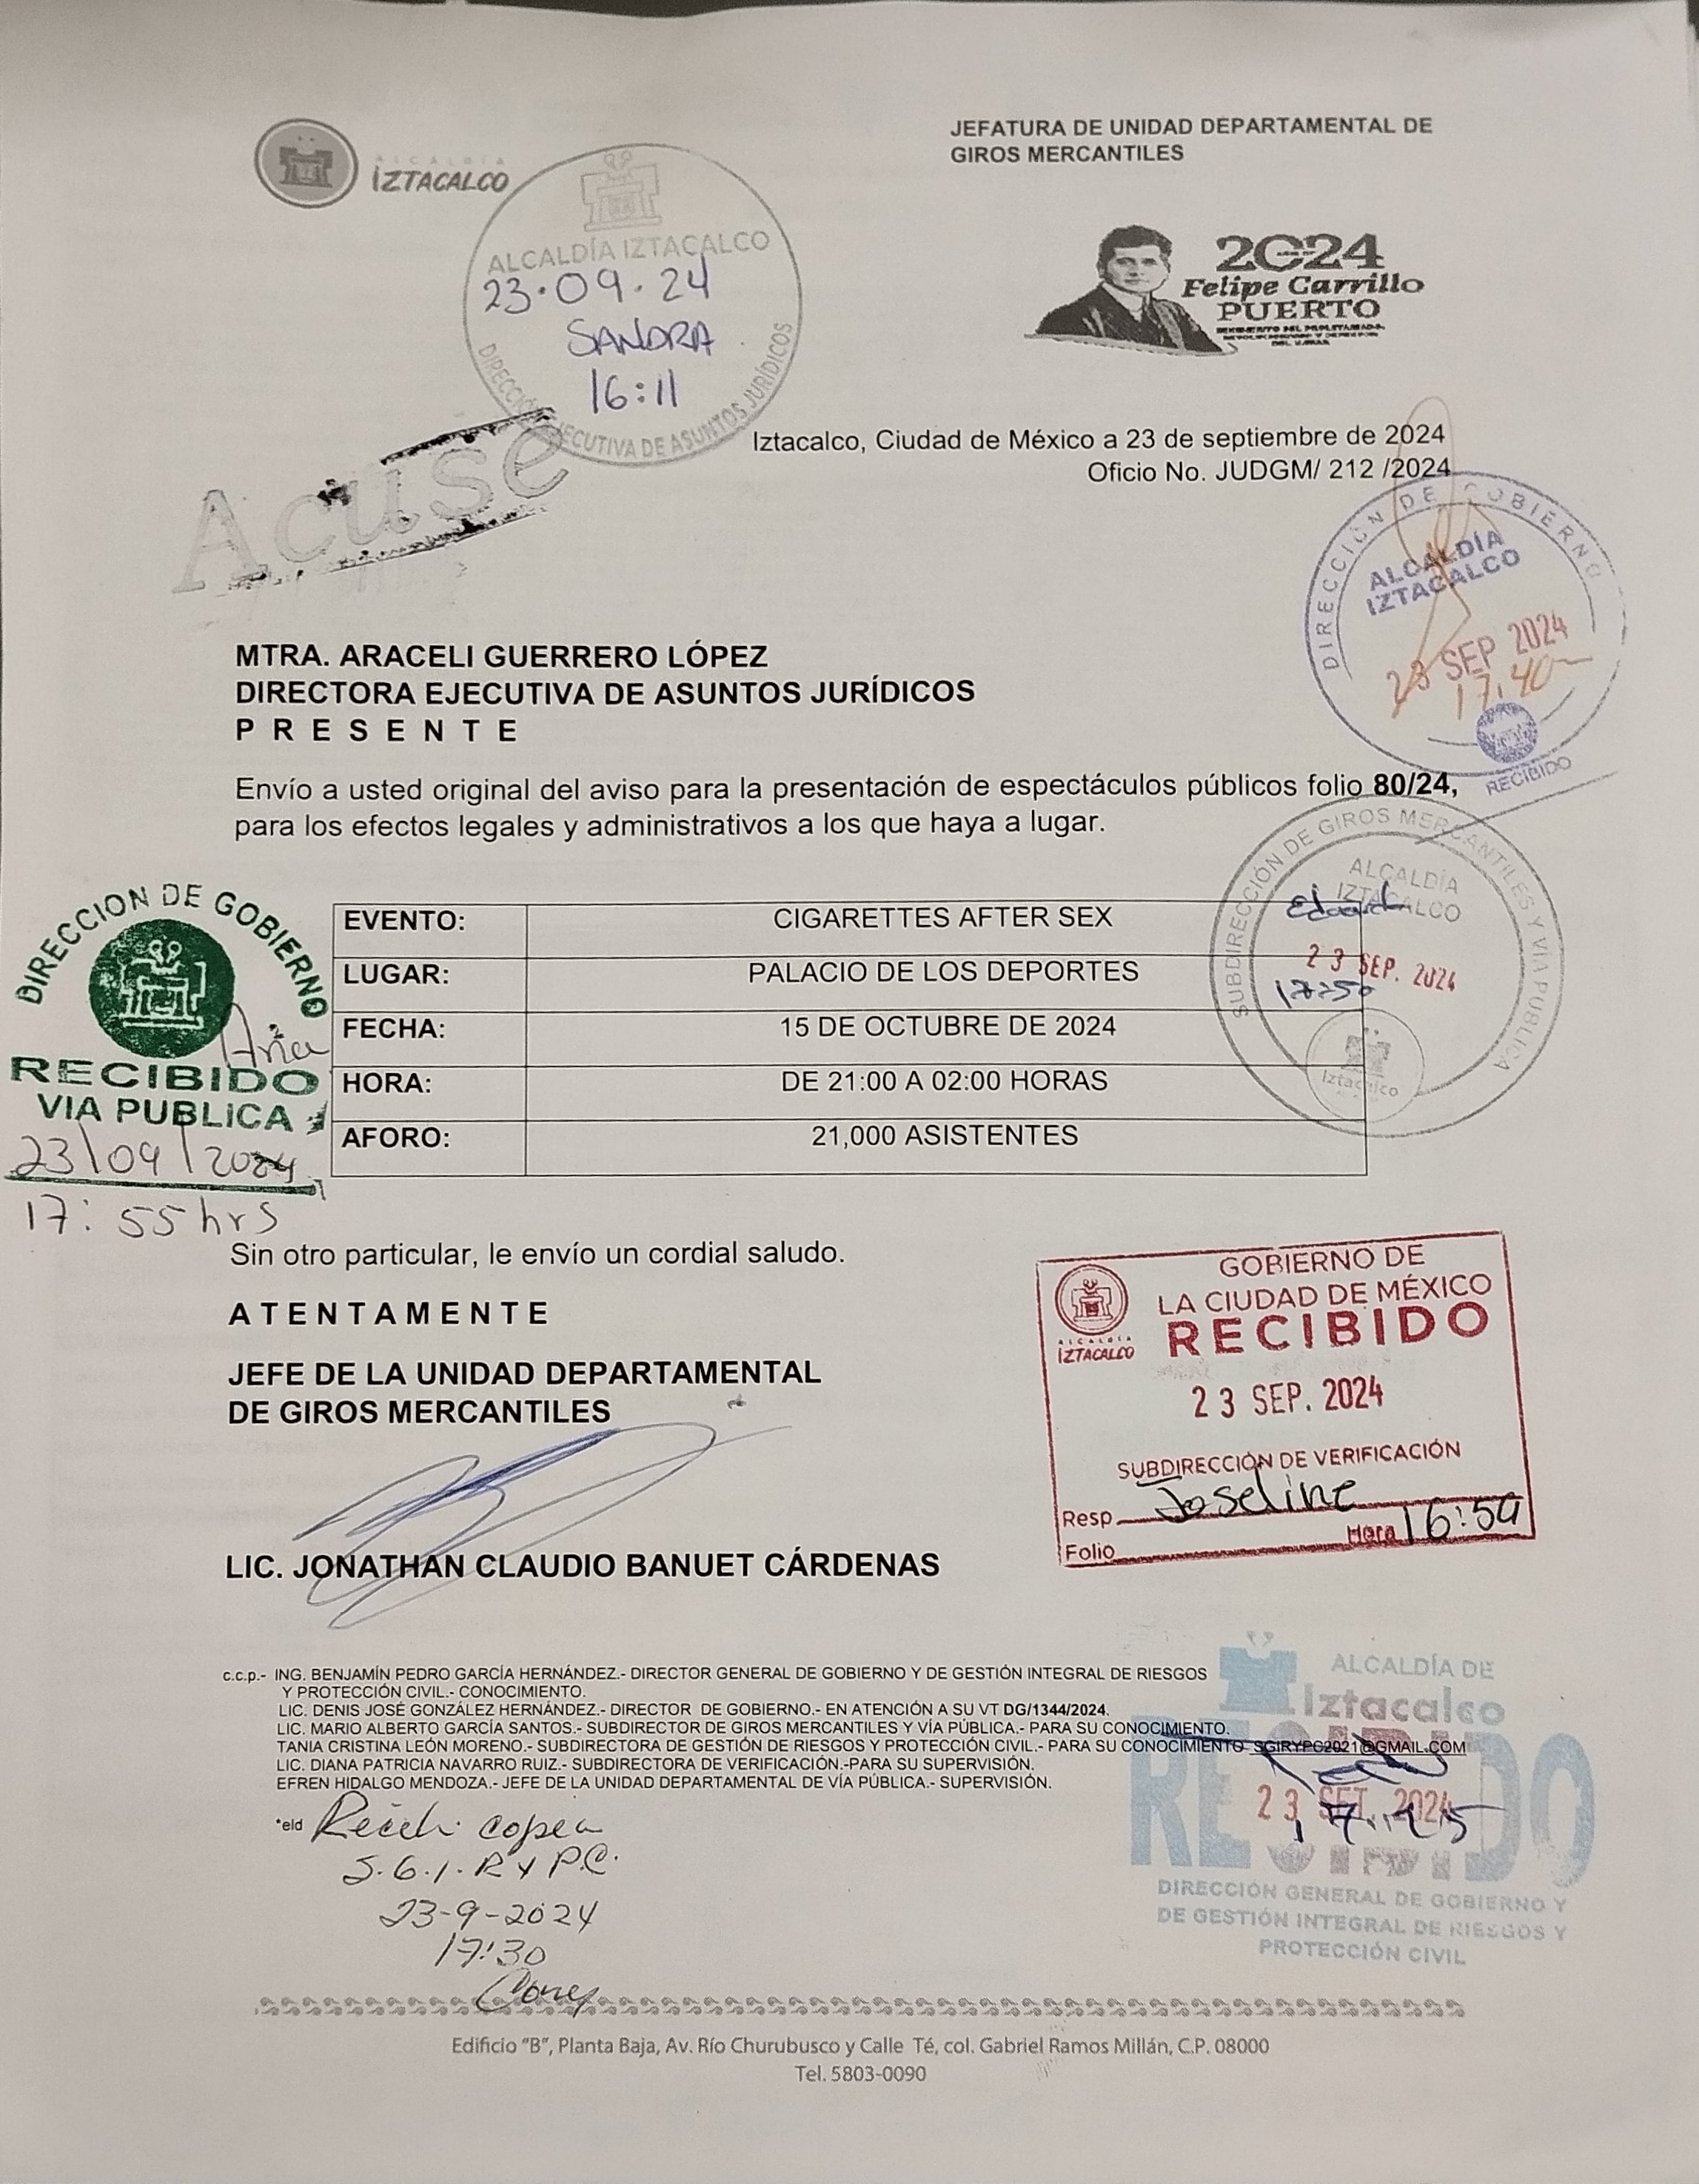 JEFATURA DE UNIDAD DEPARTAMENTAL DE
GIROS MERCANTILES
ALCALDÍA
IZTACALCO
ALCALDÍA IZTACALCO
23.09.24
SANDRA
16:11
DIRECCIÓN EJECUTIVA DE ASUNTOS JURÍDICOS
2024
Felipe Carrillo
PUERTO
Acuse
Iztacalco, Ciudad de México a 23 de septiembre de 2024
Oficio No. JUDGM/ 212 /2024
DIRECCIÓN DE GOBIERNO
ALCALDÍA
IZTACALCO
23 SEP 2024
17:40
RECIBIDO
MTRA. ARACELI GUERRERO LÓPEZ
DIRECTORA EJECUTIVA DE ASUNTOS JURÍDICOS
P R E S E N T E
Envío a usted original del aviso para la presentación de espectáculos públicos folio 80/24,
para los efectos legales y administrativos a los que haya a lugar.
SUBDIRECCIÓN DE GIROS MERCANTILES Y VIA PUBLICA
ALCALDÍA
IZTACALCO
23 SEP. 2024
17:50
Iztacalco
DIRECCION DE GOBIERNO
RECIBIDO
VIA PUBLICA
23/09/2024
17:55 hrs
EVENTO: CIGARETTES AFTER SEX
LUGAR: PALACIO DE LOS DEPORTES
FECHA: 15 DE OCTUBRE DE 2024
HORA: DE 21:00 A 02:00 HORAS
AFORO: 21,000 ASISTENTES
Sin otro particular, le envío un cordial saludo.
A T E N T A M E N T E
JEFE DE LA UNIDAD DEPARTAMENTAL
DE GIROS MERCANTILES
LIC. JONATHAN CLAUDIO BANUET CÁRDENAS
GOBIERNO DE
LA CIUDAD DE MÉXICO
RECIBIDO
ALCALDÍA
IZTACALCO
23 SEP. 2024
SUBDIRECCIÓN DE VERIFICACIÓN
Resp Joseline
Hora 16:59
Folio
c.c.p.- ING. BENJAMÍN PEDRO GARCÍA HERNÁNDEZ.- DIRECTOR GENERAL DE GOBIERNO Y DE GESTIÓN INTEGRAL DE RIESGOS
Y PROTECCIÓN CIVIL.- CONOCIMIENTO.
LIC. DENIS JOSÉ GONZÁLEZ HERNÁNDEZ.- DIRECTOR DE GOBIERNO.- EN ATENCIÓN A SU VT DG/1344/2024.
LIC. MARIO ALBERTO GARCÍA SANTOS.- SUBDIRECTOR DE GIROS MERCANTILES Y VÍA PÚBLICA.- PARA SU CONOCIMIENTO.
TANIA CRISTINA LEÓN MORENO.- SUBDIRECTORA DE GESTIÓN DE RIESGOS Y PROTECCIÓN CIVIL.- PARA SU CONOCIMIENTO SGIRYPC2021@GMAIL.COM
LIC. DIANA PATRICIA NAVARRO RUIZ.- SUBDIRECTORA DE VERIFICACIÓN.-PARA SU SUPERVISIÓN.
EFREN HIDALGO MENDOZA.- JEFE DE LA UNIDAD DEPARTAMENTAL DE VÍA PÚBLICA.- SUPERVISIÓN.
*eld
Recibi copia
S.G.I.R y P.C.
23-9-2024
17:30
ALCALDÍA DE
Iztacalco
RECIBIDO
23 SET. 2024
DIRECCIÓN GENERAL DE GOBIERNO Y
DE GESTIÓN INTEGRAL DE RIESGOS Y
PROTECCIÓN CIVIL
Edificio "B", Planta Baja, Av. Río Churubusco y Calle Té, col. Gabriel Ramos Millán, C.P. 08000
Tel. 5803-0090